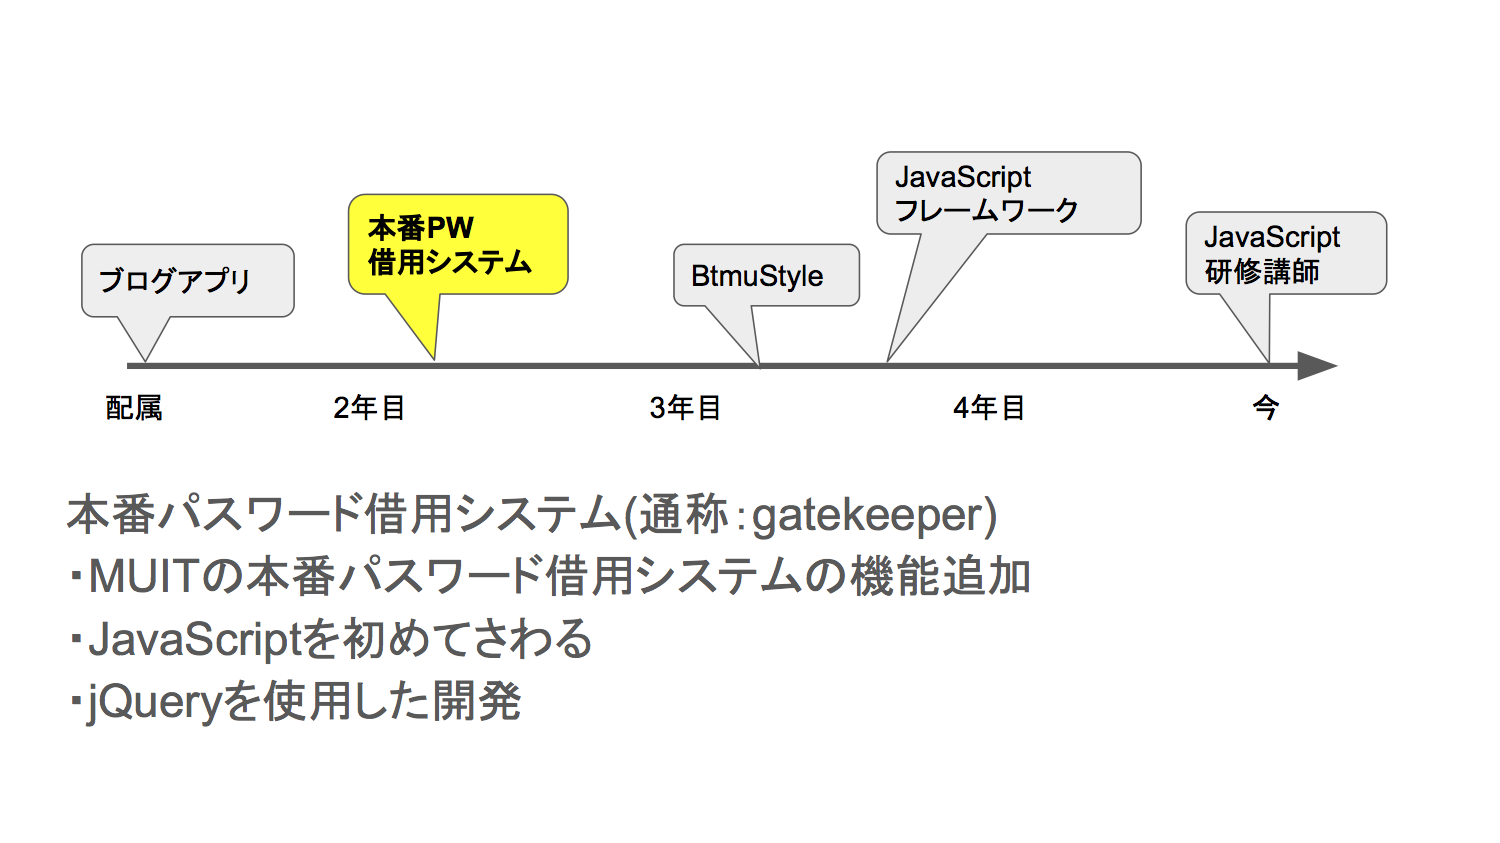 ブログアプリ
本番PW
借用システム
BtmuStyle
JavaScript
フレームワーク
JavaScript
研修講師
配属
2年目
3年目
4年目
今
本番パスワード借用システム(通称：gatekeeper)
・MUITの本番パスワード借用システムの機能追加
・JavaScriptを初めてさわる
・jQueryを使用した開発